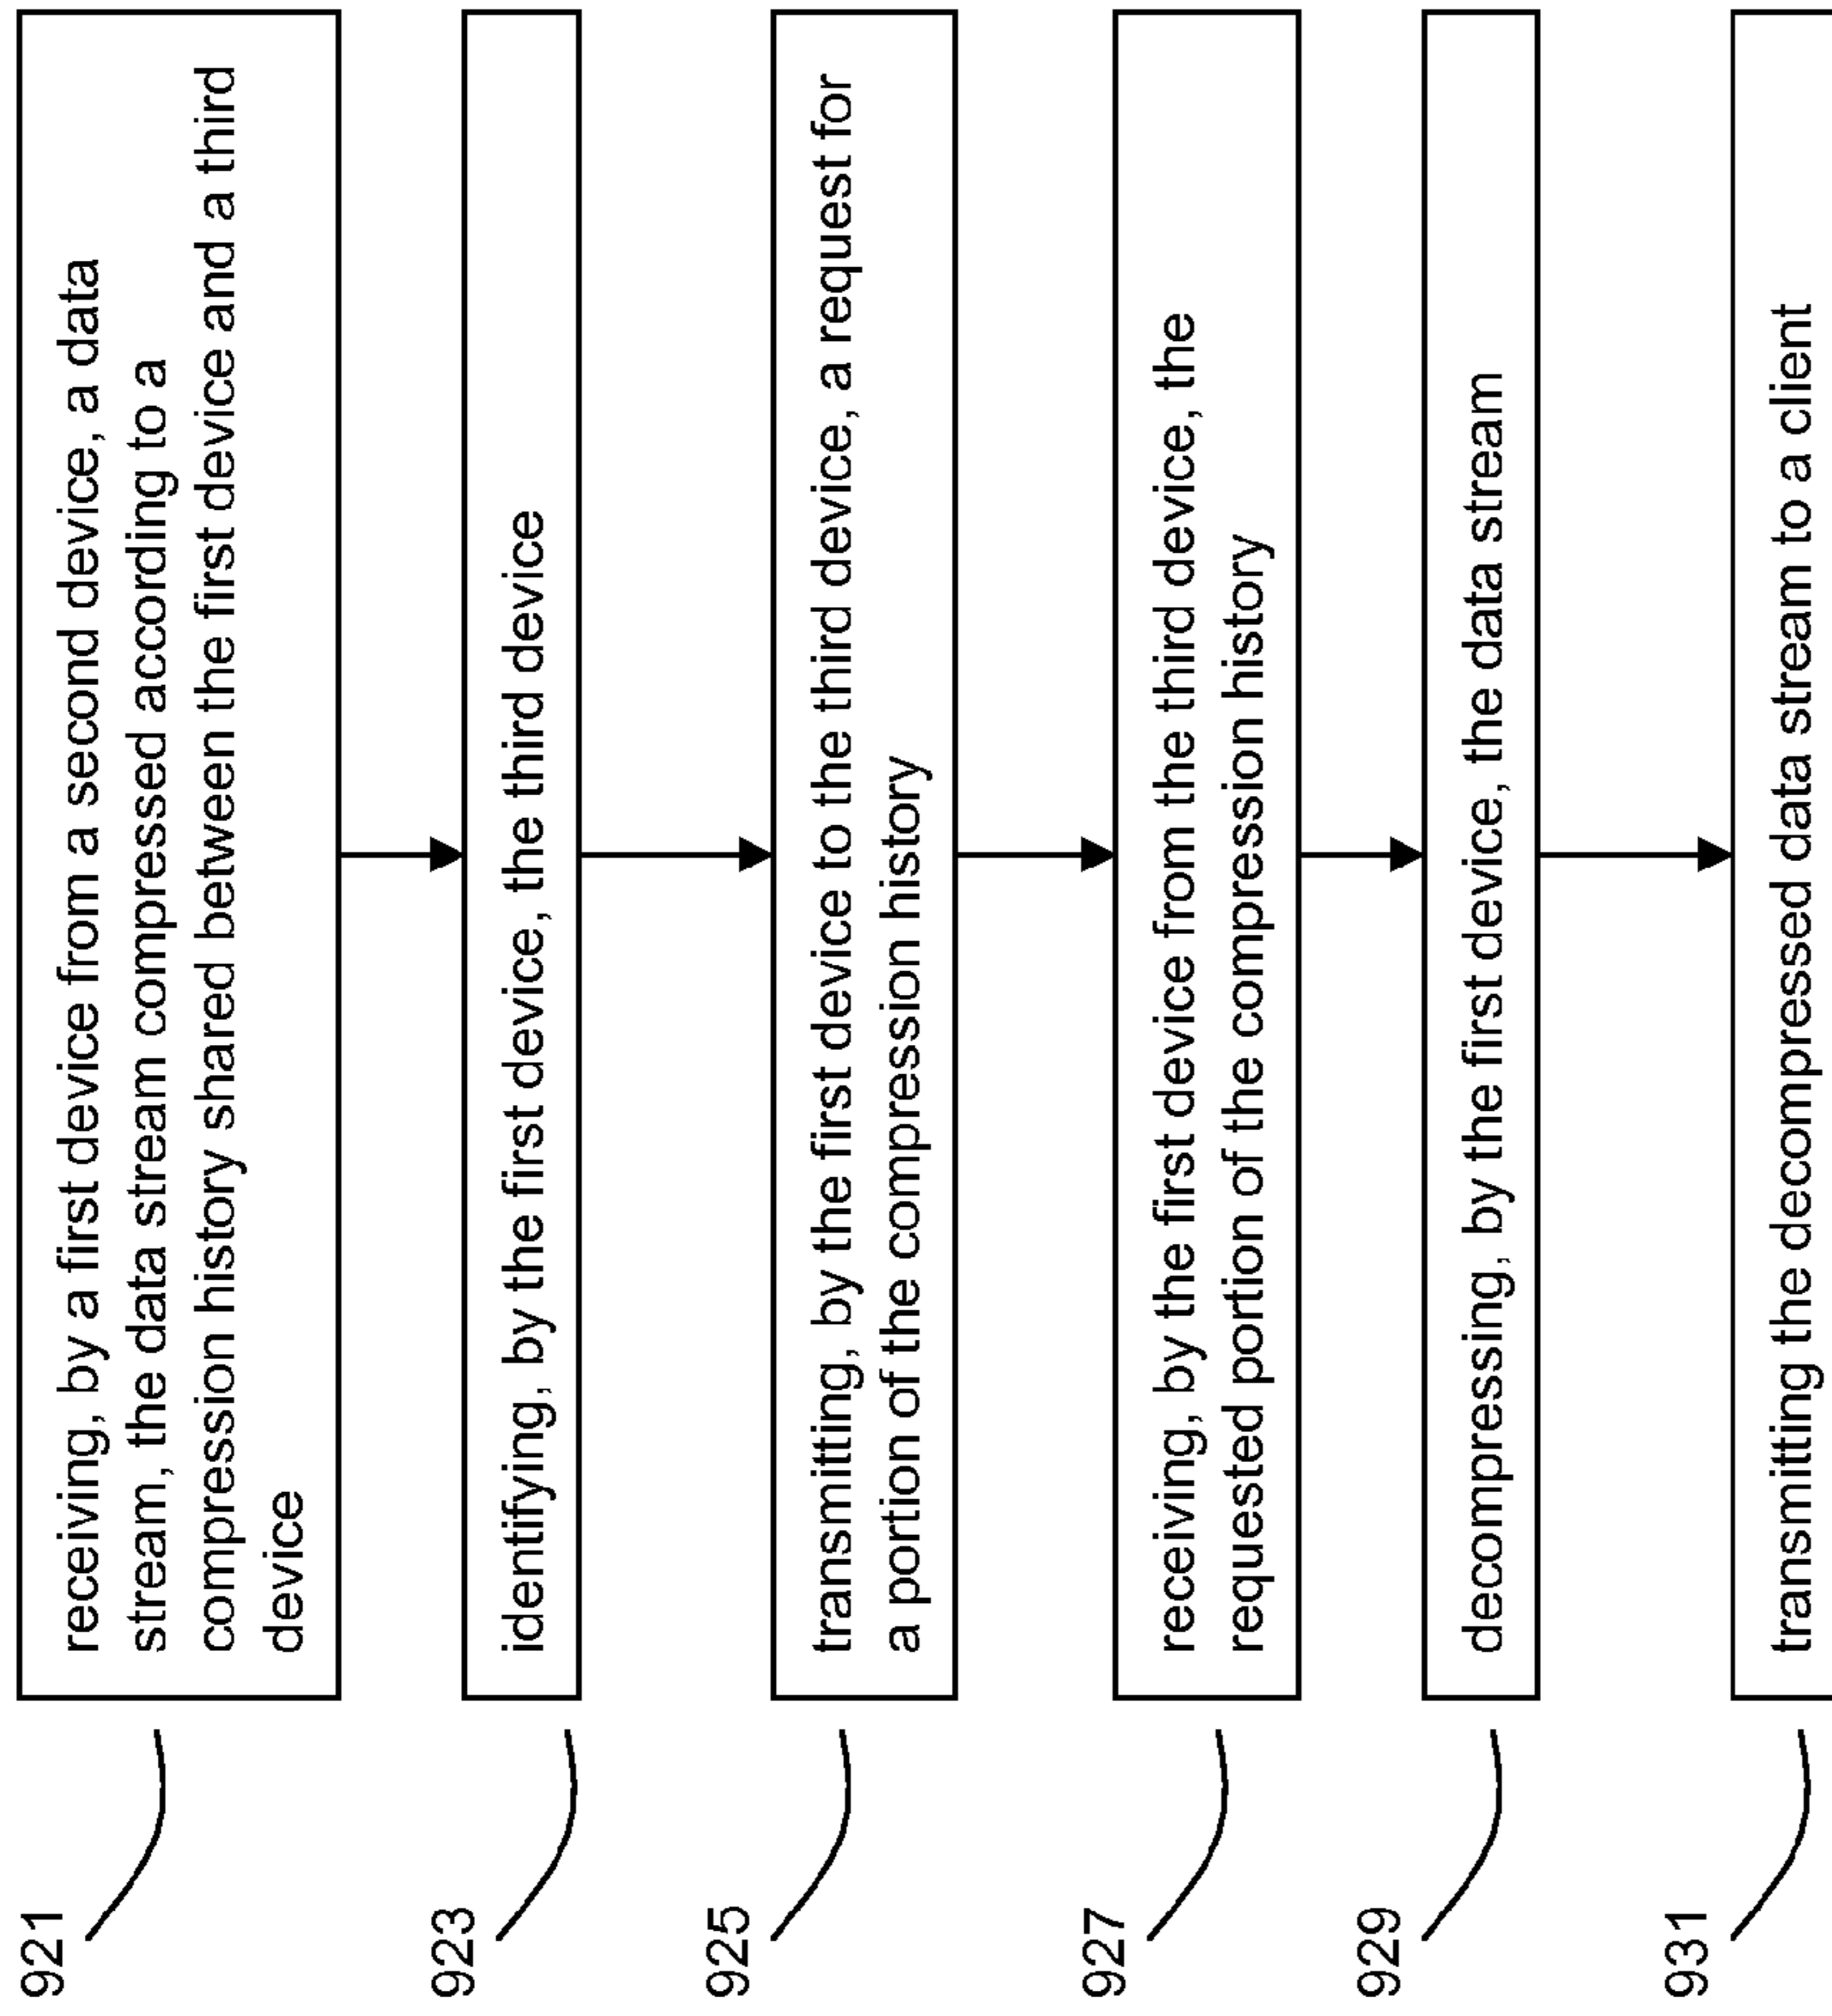 921
receiving, by a first device from a second device, a data
stream, the data stream compressed according to a
compression history shared between the first device and a third
device
923
identifying, by the first device, the third device
925
transmitting, by the first device to the third device, a request for
a portion of the compression history
927
receiving, by the first device from the third device, the
requested portion of the compression history
929
decompressing, by the first device, the data stream
931
transmitting the decompressed data stream to a client